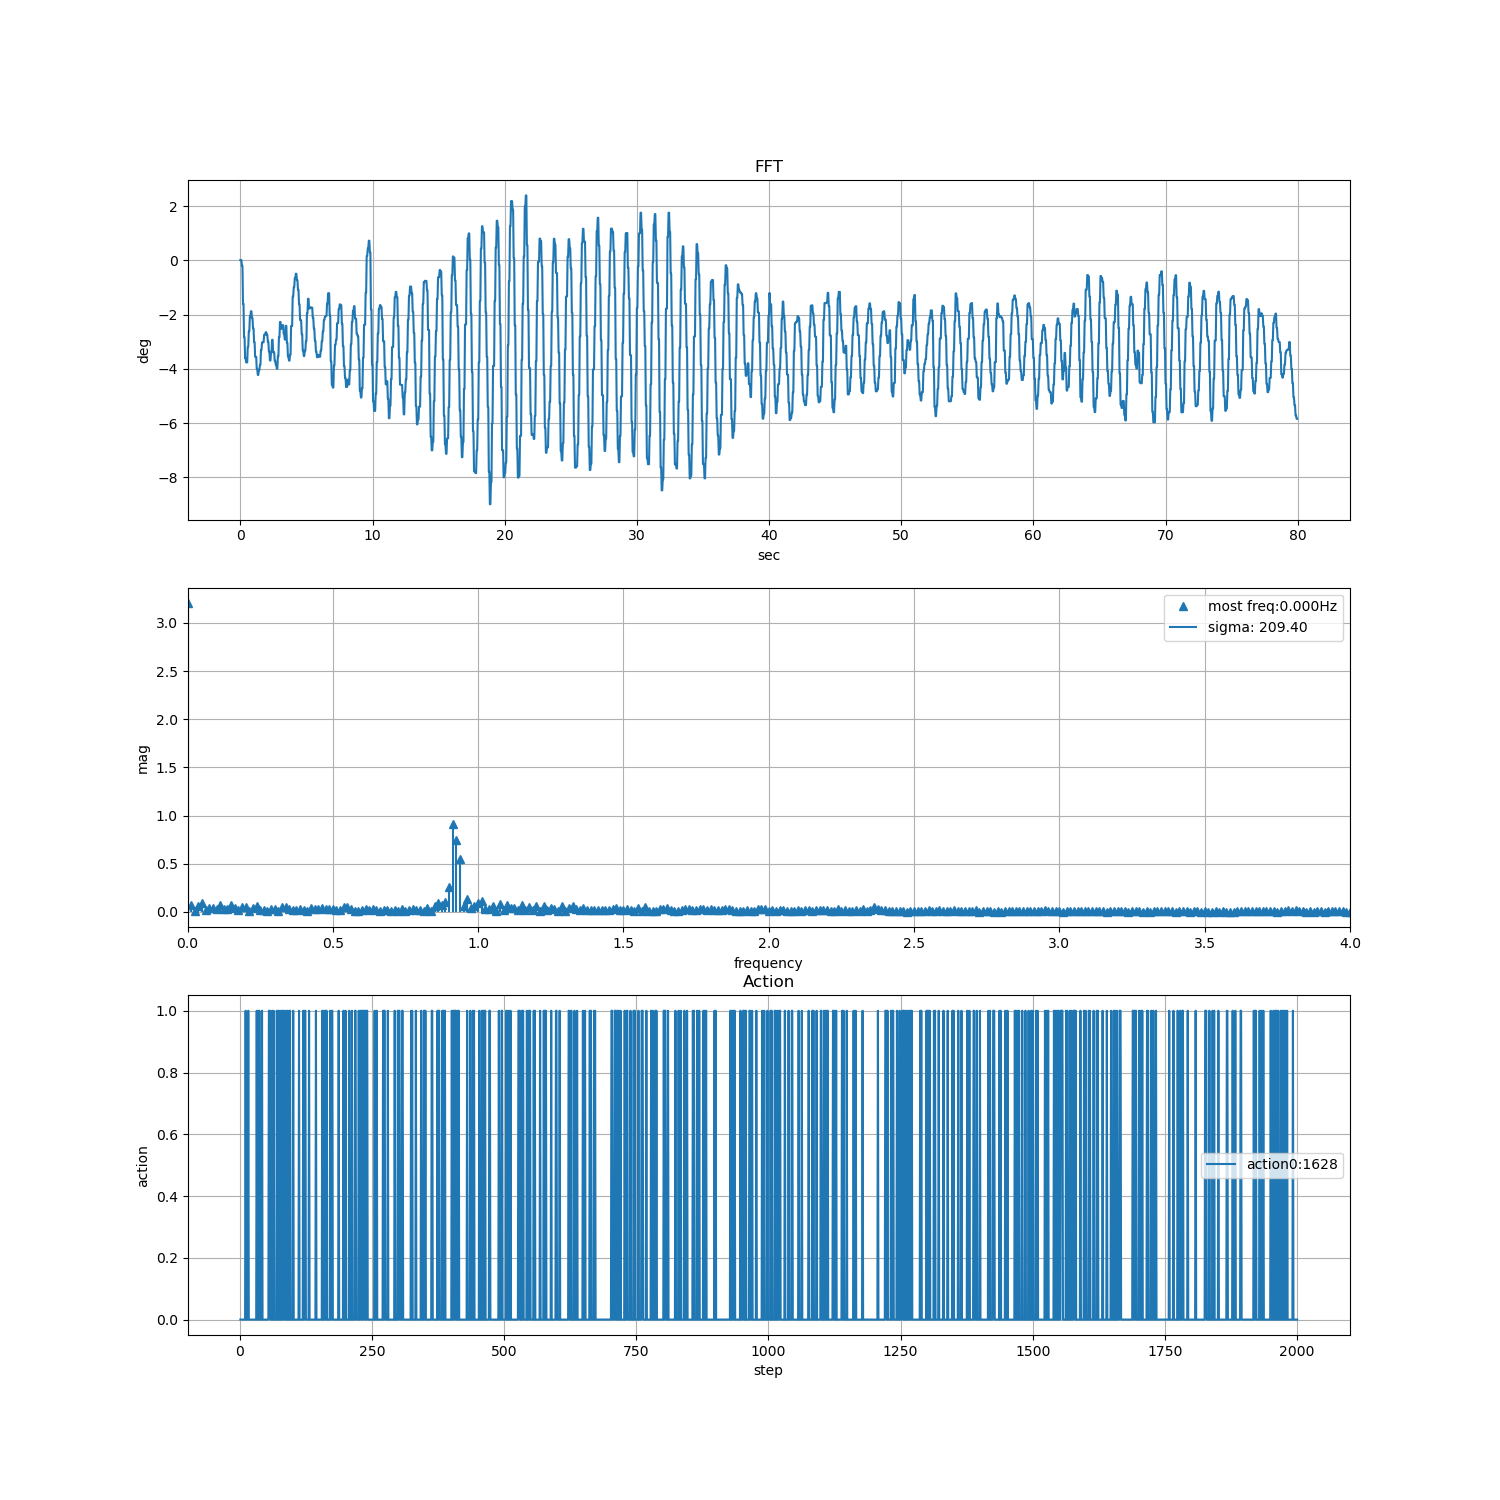 FFT
2
0
−2
−4
−6
−8
deg
0 10 20 30 40 50 60 70 80
sec
most freq:0.000Hz
sigma: 209.40
3.0
2.5
2.0
1.5
1.0
0.5
0.0
mag
0.0 0.5 1.0 1.5 2.0 2.5 3.0 3.5 4.0
frequency
Action
1.0
0.8
0.6
0.4
0.2
0.0
action
action0:1628
0 250 500 750 1000 1250 1500 1750 2000
step